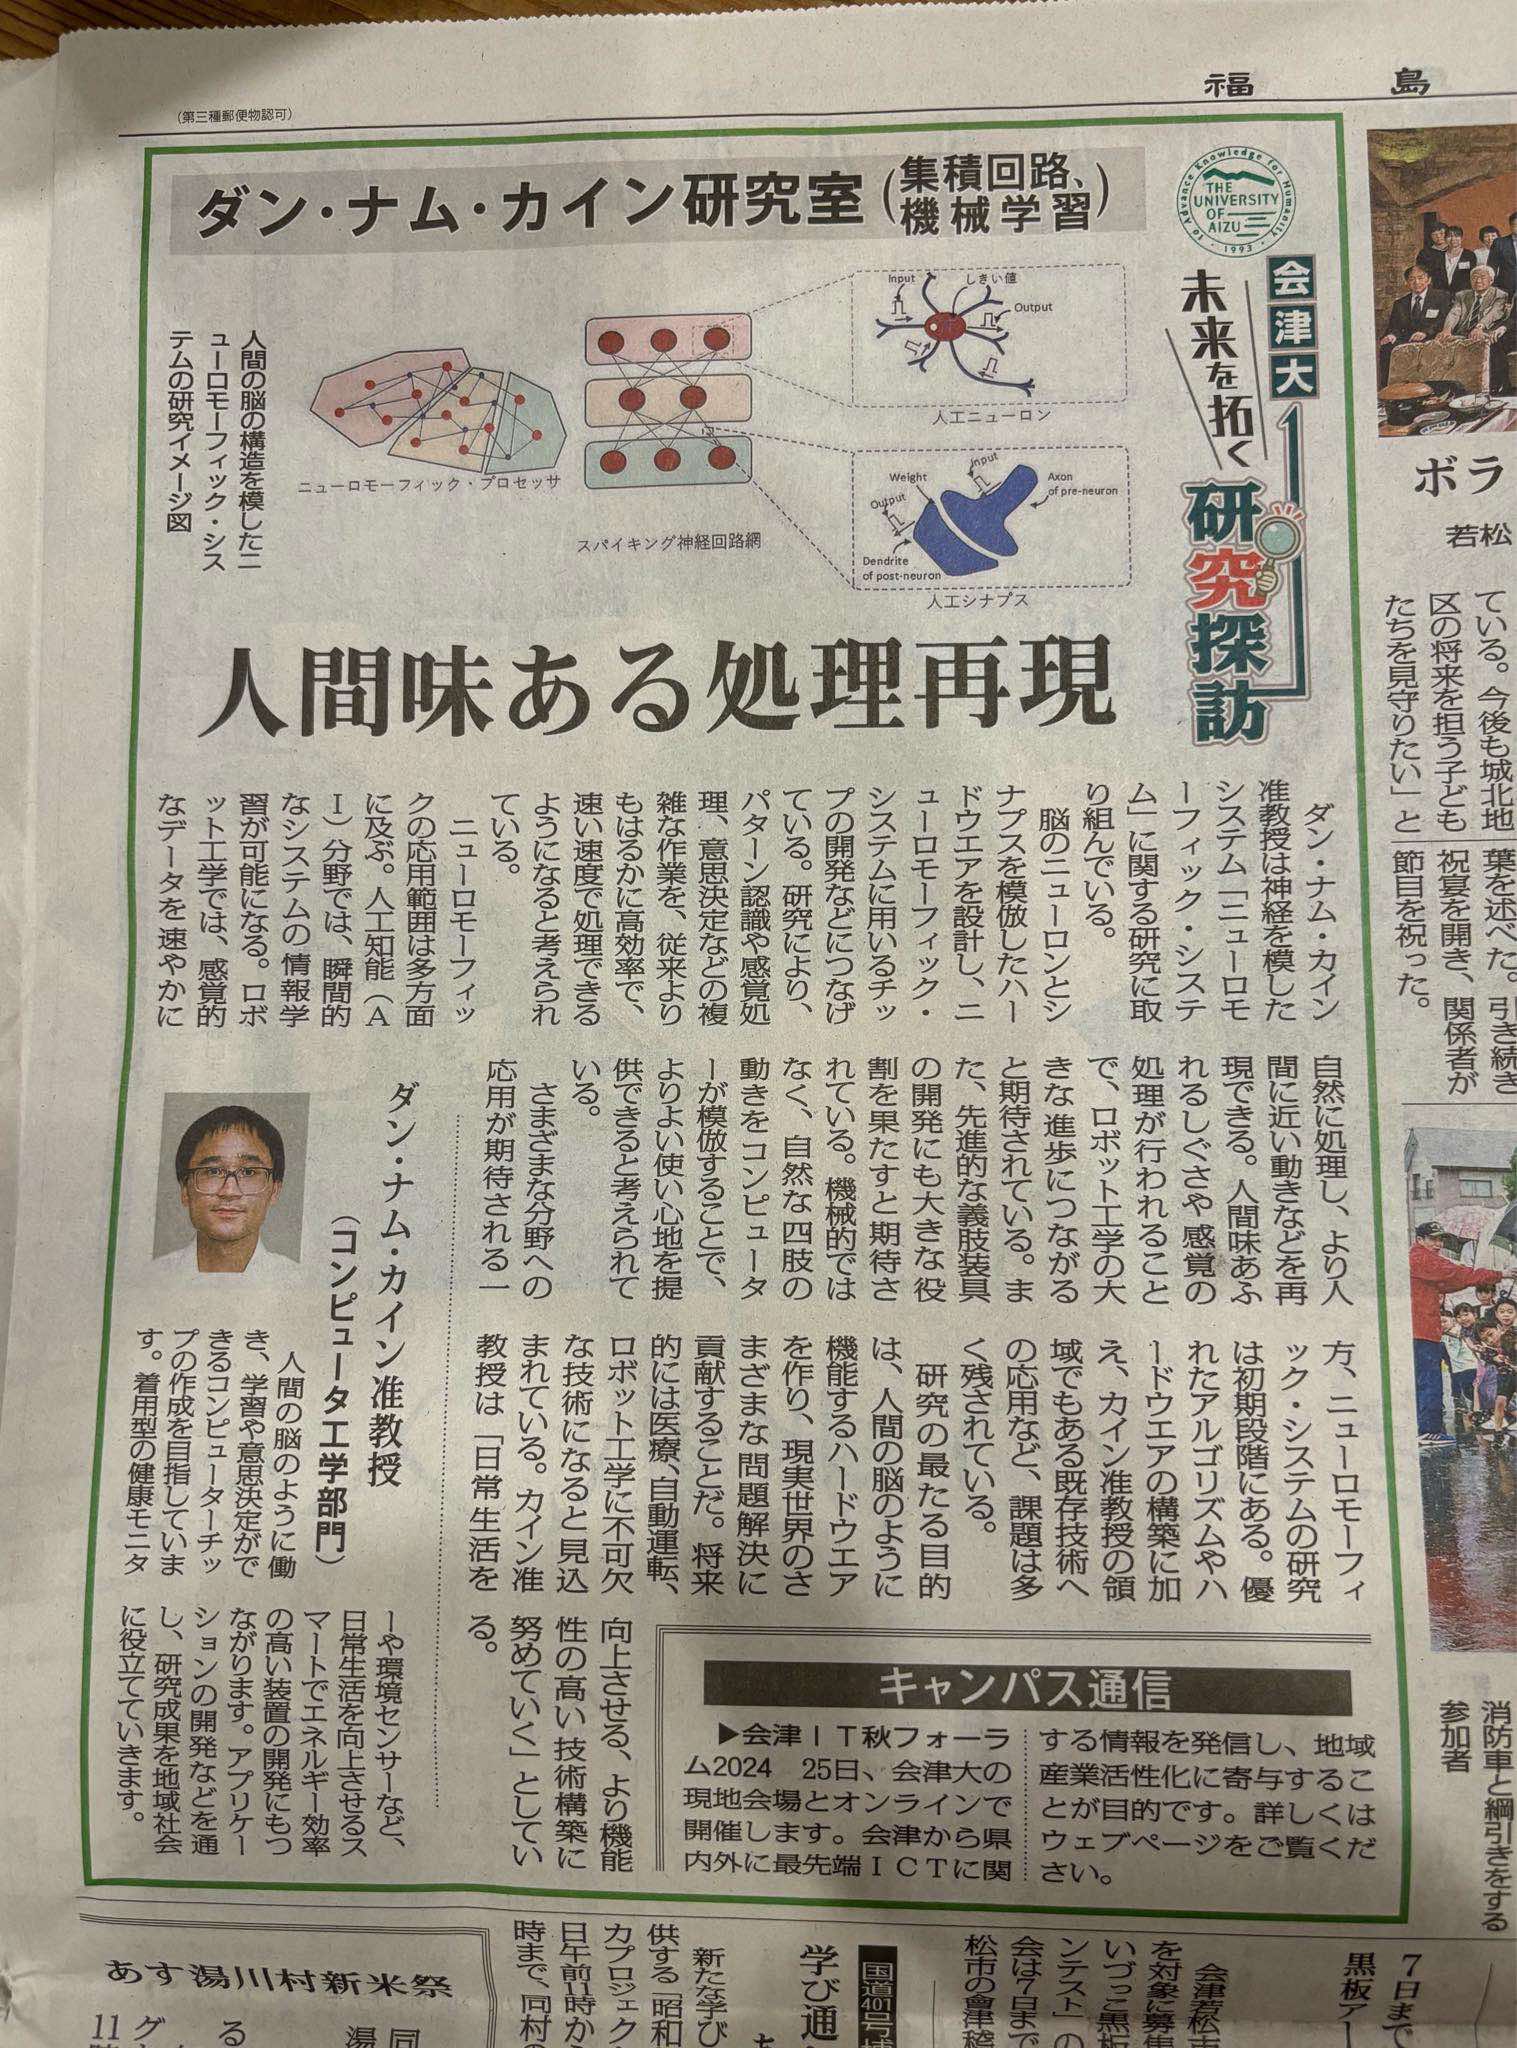 福島
（第三種郵便物認可）
ダン・ナム・カイン研究室（集積回路、機械学習）
to Advance Knowledge for Humanity
THE
UNIVERSITY
OF
AIZU
・1993・
会津大
未来を拓く
研究探訪
人間の脳の構造を模したニ
ューロモーフィック・シス
テムの研究イメージ図
ニューロモーフィック・プロセッサ
スパイキング神経回路網
Input
しきい値
Output
人工ニューロン
Weight
Input
Output
Axon
of pre-neuron
Dendrite
of post-neuron
人工シナプス
人間味ある処理再現
ダン・ナム・カイン
准教授は神経を模した
システム「ニューロモ
ーフィック・システ
ム」に関する研究に取
り組んでいる。
脳のニューロンとシ
ナプスを模倣したハー
ドウエアを設計し、ニ
ューロモーフィック・
システムに用いるチッ
プの開発などにつなげ
ている。研究により、
パターン認識や感覚処
理、意思決定などの複
雑な作業を、従来より
もはるかに高効率で、
速い速度で処理できる
ようになると考えられ
ている。
ニューロモーフィッ
クの応用範囲は多方面
に及ぶ。人工知能（Ａ
Ｉ）分野では、瞬間的
なシステムの情報学
習が可能になる。ロボ
ット工学では、感覚的
なデータを速やかに
自然に処理し、より人
間に近い動きなどを再
現できる。人間味あふ
れるしぐさや感覚の
処理が行われること
で、ロボット工学の大
きな進歩につながる
と期待されている。ま
た、先進的な義肢装具
の開発にも大きな役
割を果たすと期待さ
れている。機械的では
なく、自然な四肢の
動きをコンピュータ
ーが模倣することで、
よりよい使い心地を提
供できると考えられて
いる。
さまざまな分野への
応用が期待される一
方、ニューロモーフィ
ック・システムの研究
は初期段階にある。優
れたアルゴリズムやハ
ードウエアの構築に加
え、カイン准教授の領
域でもある既存技術へ
の応用など、課題は多
く残されている。
研究の最たる目的
は、人間の脳のように
機能するハードウエア
を作り、現実世界のさ
まざまな問題解決に
貢献することだ。将来
的には医療、自動運転、
ロボット工学に不可欠
な技術になると見込
まれている。カイン准
教授は「日常生活を
向上させる、より機能
性の高い技術構築に
努めていく」としてい
る。
ダン・ナム・カイン准教授
（コンピュータ工学部門）
人間の脳のように働
き、学習や意思決定がで
きるコンピューターチッ
プの作成を目指していま
す。着用型の健康モニタ
ーや環境センサーなど、
日常生活を向上させるス
マートでエネルギー効率
の高い装置の開発にもつ
ながります。アプリケー
ションの開発などを通
し、研究成果を地域社会
に役立てていきます。
キャンパス通信
▶会津ＩＴ秋フォーラ
ム2024　25日、会津大の
現地会場とオンラインで
開催します。会津から県
内外に最先端ＩＣＴに関
する情報を発信し、地域
産業活性化に寄与するこ
とが目的です。詳しくは
ウェブページをご覧くだ
さい。
ボラ
若松
ている。今後も城北地
区の将来を担う子ども
たちを見守りたい」と
葉を述べた。引き続き
祝宴を開き、関係者が
節目を祝った。
消防車と綱引きをする
参加者
7日まで
黒板アー
会津若松市
を対象に募集
いづっこ黒板
ンテスト」の
会は7日まで
松市の會津稽
国道401号
学び通
新たな学び
供する「昭和
カプロジェク
日午前11時から
時まで、同村の
あす湯川村新米祭